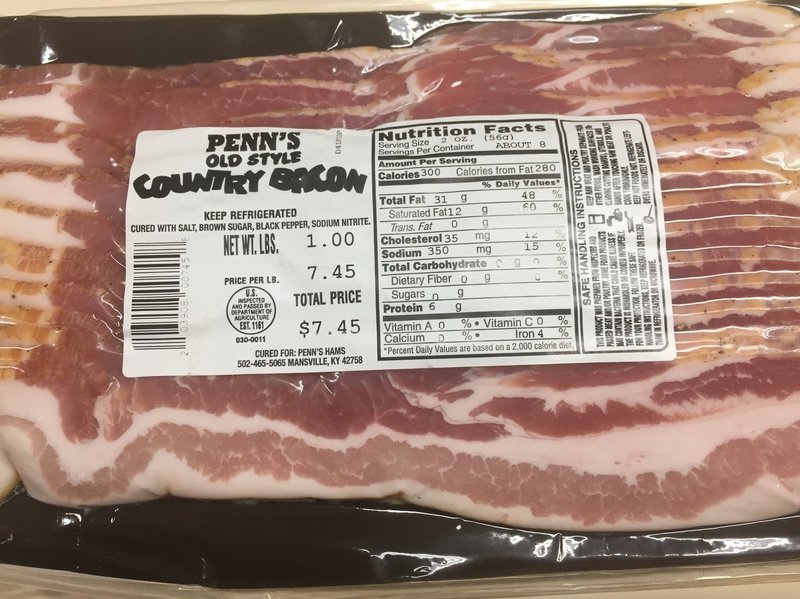 PENN'S
OLD STYLE
COUNTRY BACON
KEEP REFRIGERATED
CURED WITH SALT, BROWN SUGAR, BLACK PEPPER, SODIUM NITRITE.
NET WT. LBS. 1.00
PRICE PER LB. 7.45
U.S.
INSPECTED
AND PASSED BY
DEPARTMENT OF
AGRICULTURE
EST. 1161
030-0011
TOTAL PRICE
$7.45
CURED FOR: PENN'S HAMS
502-465-5065 MANSVILLE, KY 42758
Nutrition Facts
Serving Size 2 OZ. (56g)
Servings Per Container ABOUT 8
Amount Per Serving
Calories 300 Calories from Fat 280
% Daily Values*
Total Fat 31 g 48 %
Saturated Fat 12 g 60 %
Trans. Fat 0 g
Cholesterol 35 mg 12 %
Sodium 350 mg 15 %
Total Carbohydrate 0 g 0 %
Dietary Fiber 0 g 0 %
Sugars 0 g
Protein 6 g
Vitamin A 0 % • Vitamin C 0 %
Calcium 0 % • Iron 4 %
*Percent Daily Values are based on a 2,000 calorie diet.
SAFE HANDLING INSTRUCTIONS